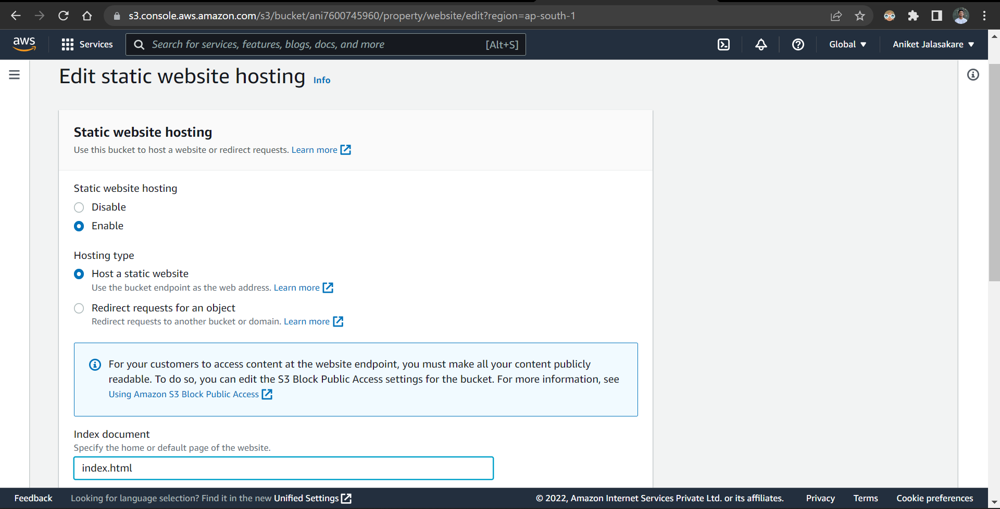 s3.console.aws.amazon.com/s3/bucket/ani7600745960/property/website/edit?region=ap-south-1
aws Services Search for services, features, blogs, docs, and more [Alt+S] Global Aniket Jalasakare
Edit static website hosting Info
Static website hosting
Use this bucket to host a website or redirect requests. Learn more
Static website hosting
Disable
Enable
Hosting type
Host a static website
Use the bucket endpoint as the web address. Learn more
Redirect requests for an object
Redirect requests to another bucket or domain. Learn more
For your customers to access content at the website endpoint, you must make all your content publicly
readable. To do so, you can edit the S3 Block Public Access settings for the bucket. For more information, see
Using Amazon S3 Block Public Access
Index document
Specify the home or default page of the website.
index.html
Feedback Looking for language selection? Find it in the new Unified Settings © 2022, Amazon Internet Services Private Ltd. or its affiliates. Privacy Terms Cookie preferences